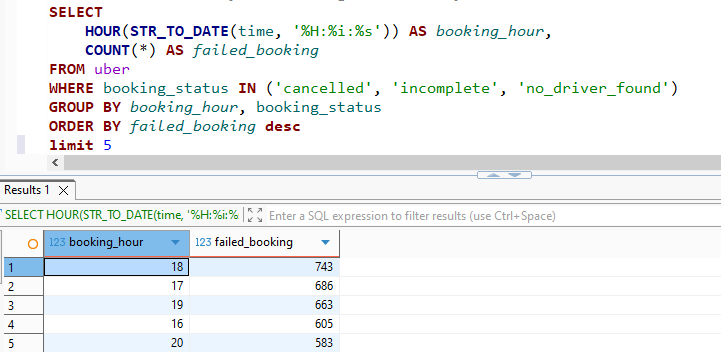 SELECT
HOUR(STR_TO_DATE(time, '%H:%i:%s')) AS booking_hour,
COUNT(*) AS failed_booking
FROM uber
WHERE booking_status IN ('cancelled', 'incomplete', 'no_driver_found')
GROUP BY booking_hour, booking_status
ORDER BY failed_booking desc
limit 5
Results 1
SELECT HOUR(STR_TO_DATE(time, '%H:%i:% Enter a SQL expression to filter results (use Ctrl+Space)
123 booking_hour 123 failed_booking
1 18 743
2 17 686
3 19 663
4 16 605
5 20 583